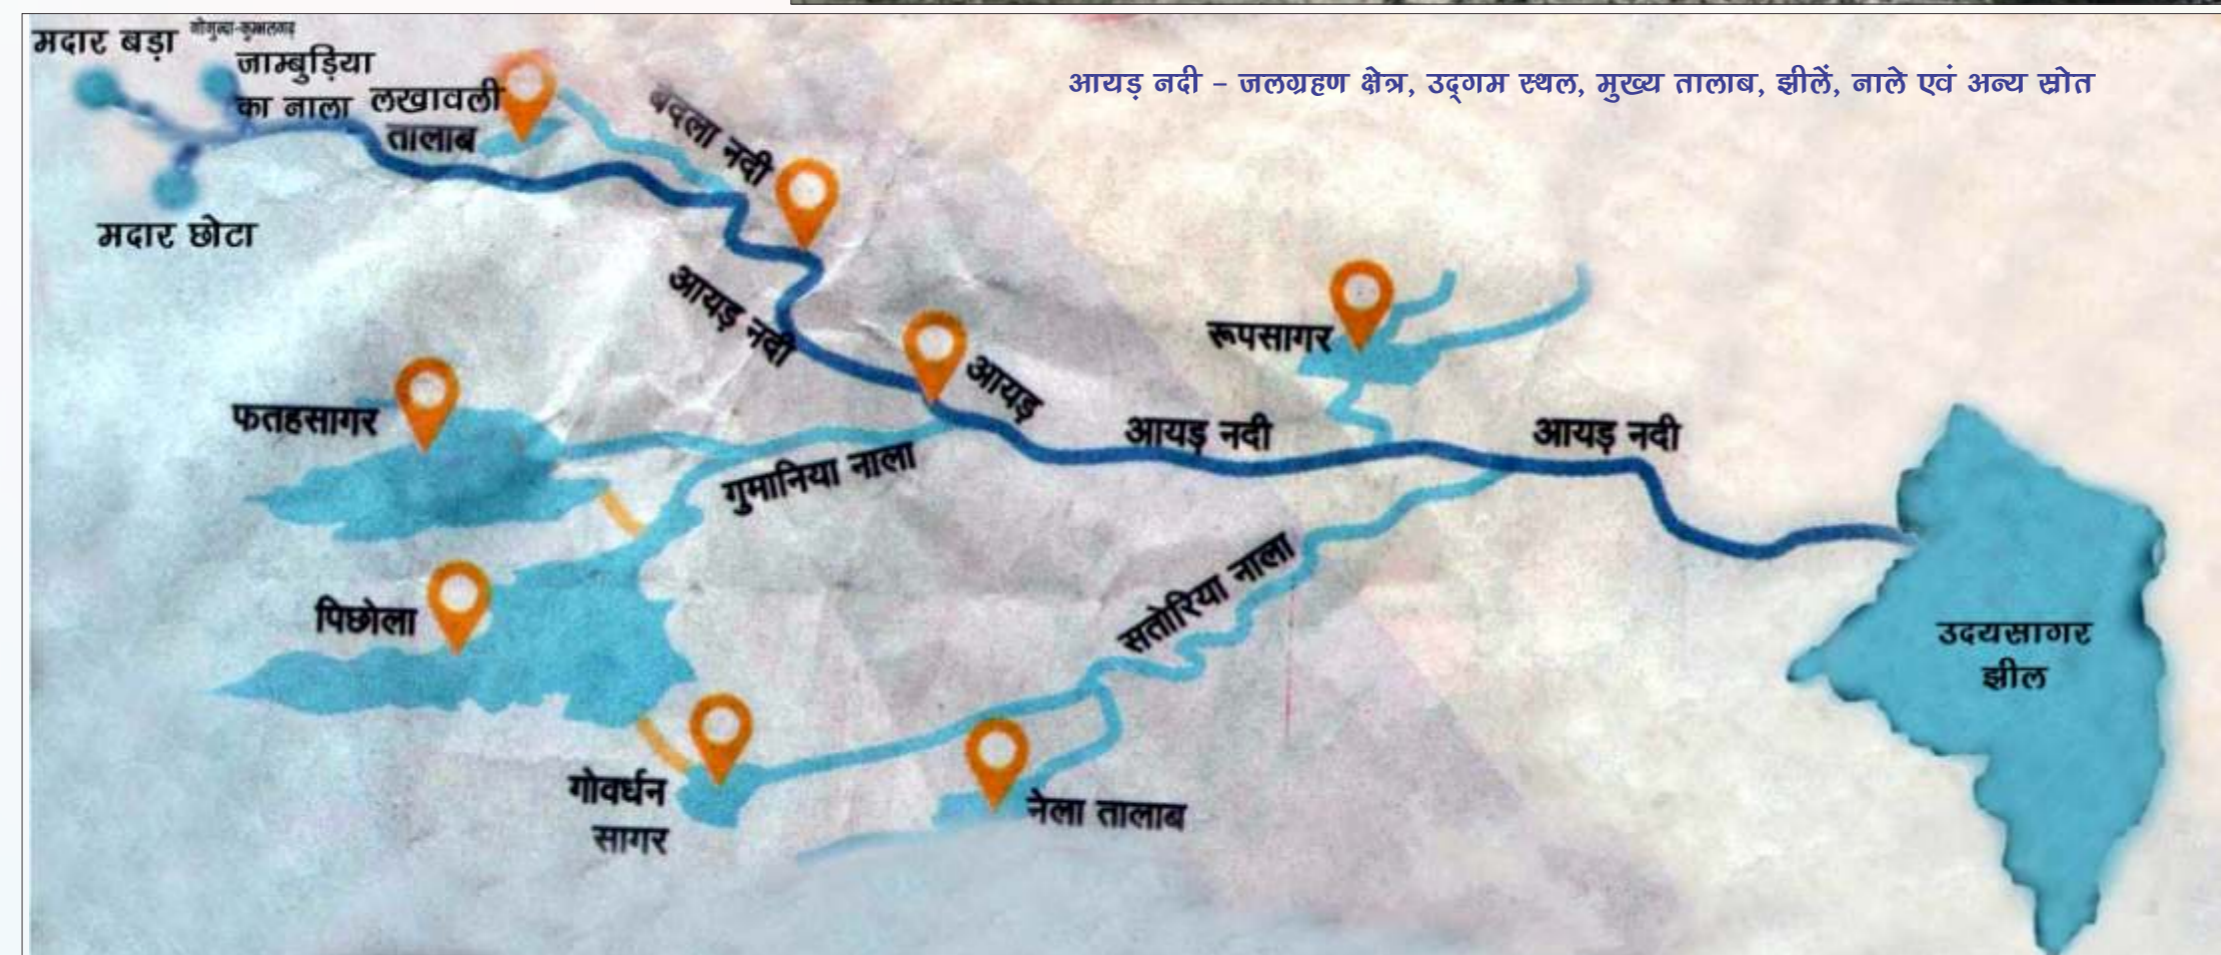 मदार बड़ा
गोगुन्दा-कुम्भलगढ़
जाम्बुड़िया
का नाला
लखावली
तालाब
आयड़ नदी – जलग्रहण क्षेत्र, उद्‌गम स्थल, मुख्य तालाब, झीलें, नाले एवं अन्य स्रोत
बदला नदी
मदार छोटा
आयड़ नदी
रूपसागर
आयड़
फतहसागर
आयड़ नदी
आयड़ नदी
गुमानिया नाला
पिछोला
सतोरिया नाला
उदयसागर
झील
गोवर्धन
सागर
नेला तालाब